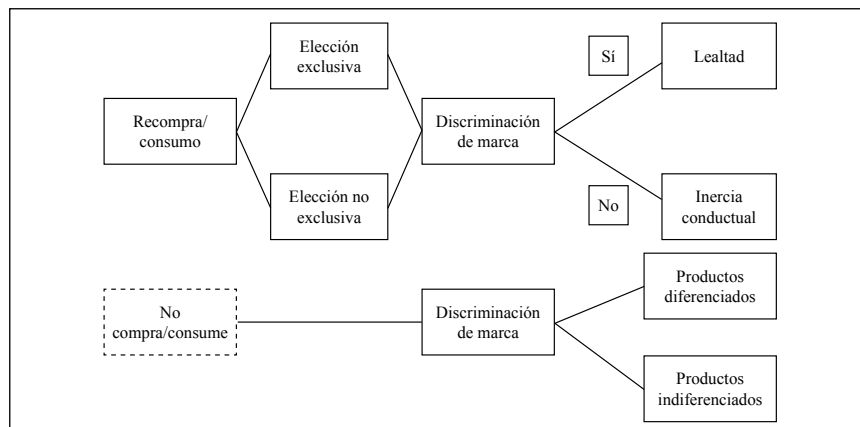 Elección
exclusiva
Sí
Lealtad
Recompra/
consumo
Discriminación
de marca
Elección no
exclusiva
No
Inercia
conductual
Productos
diferenciados
No
compra/consume
Discriminación
de marca
Productos
indiferenciados